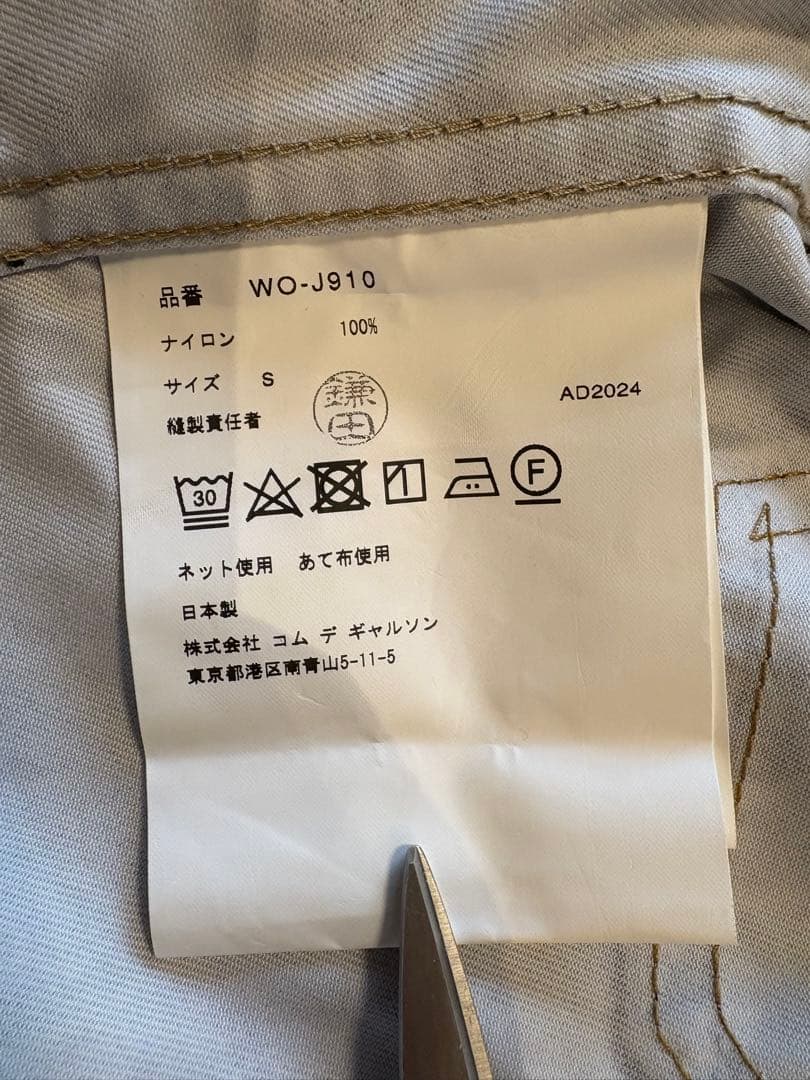 品番 WO-J910
ナイロン 100%
サイズ S
縫製責任者 鎌田
AD2024
30 F
ネット使用 あて布使用
日本製
株式会社 コム デ ギャルソン
東京都港区南青山5-11-5